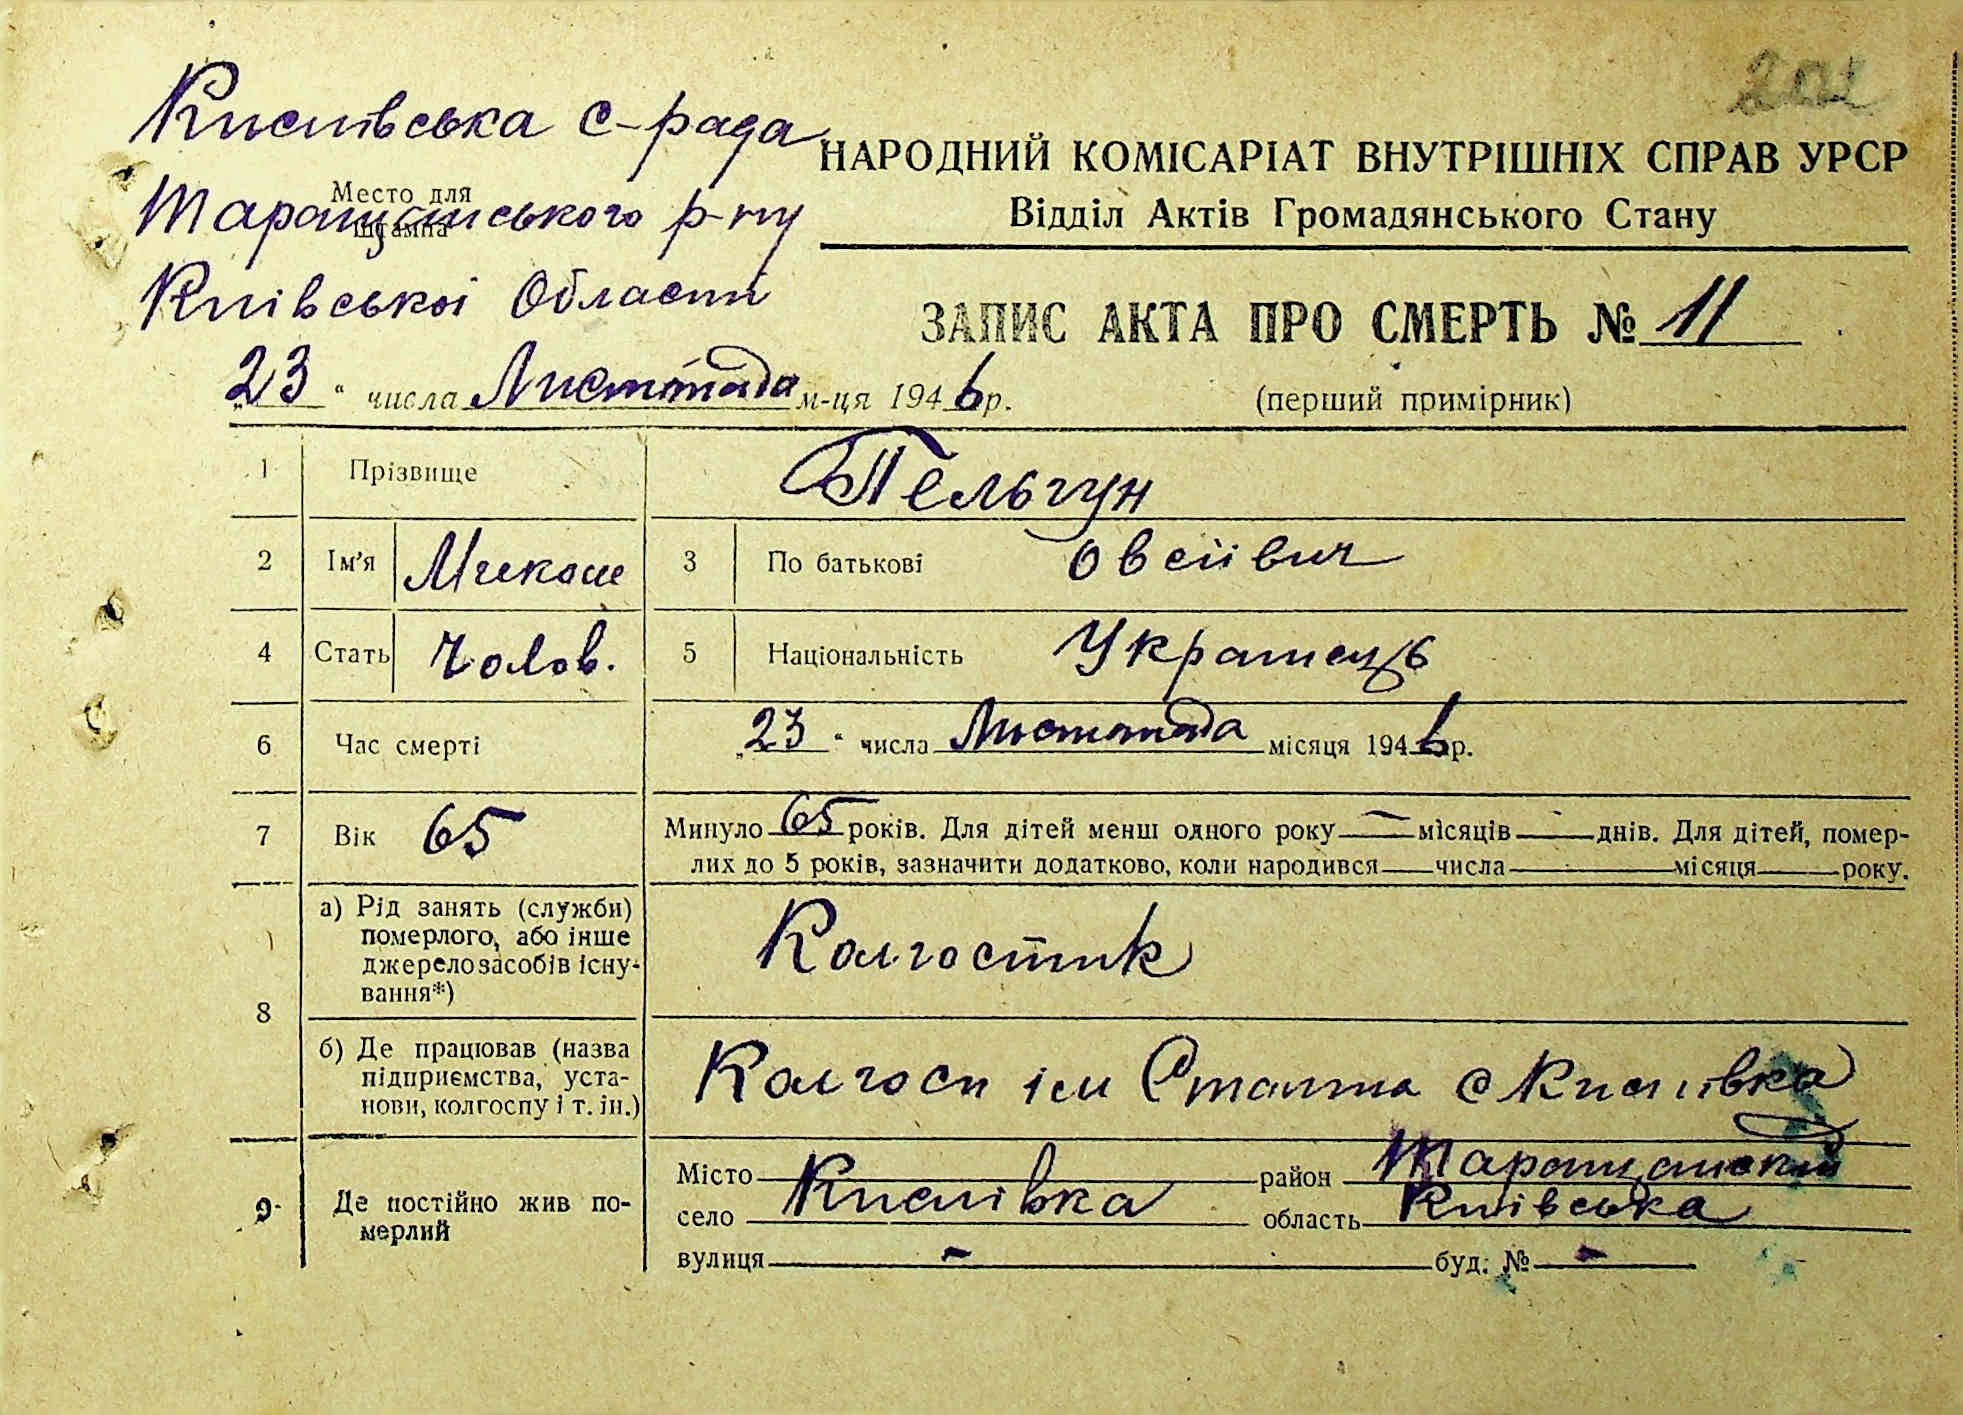 202
Кислівська с-рада
НАРОДНИЙ КОМІСАРІАТ ВНУТРІШНІХ СПРАВ УРСР
Место для
штампа
Таращанського р-ну
Відділ Актів Громадянського Стану
Київської Області
ЗАПИС АКТА ПРО СМЕРТЬ № 11
„23“ числа Листопада м-ця 1946 р.
(перший примірник)
1 Прізвище Пельгун
2 Ім’я Микола 3 По батькові Овсійвич
4 Стать Чолов. 5 Національність Українець
6 Час смерті „23“ числа Листопада місяця 1946 р.
7 Вік 65 Минуло 65 років. Для дітей менш одного року — місяців — днів. Для дітей, помер-
лих до 5 років, зазначити додатково, коли народився числа місяця року.
8 а) Рід занять (служби)
померлого, або інше
джерело засобів існу-
вання*)
Колгоспник
б) Де працював (назва
підприємства, уста-
нови, колгоспу і т. ін.)
Колгосп ім Сталіна с Кислівка
9 Де постійно жив по-
мерлий
Місто район Таращанский
село Кислівка область Київська
вулиця - буд. № -